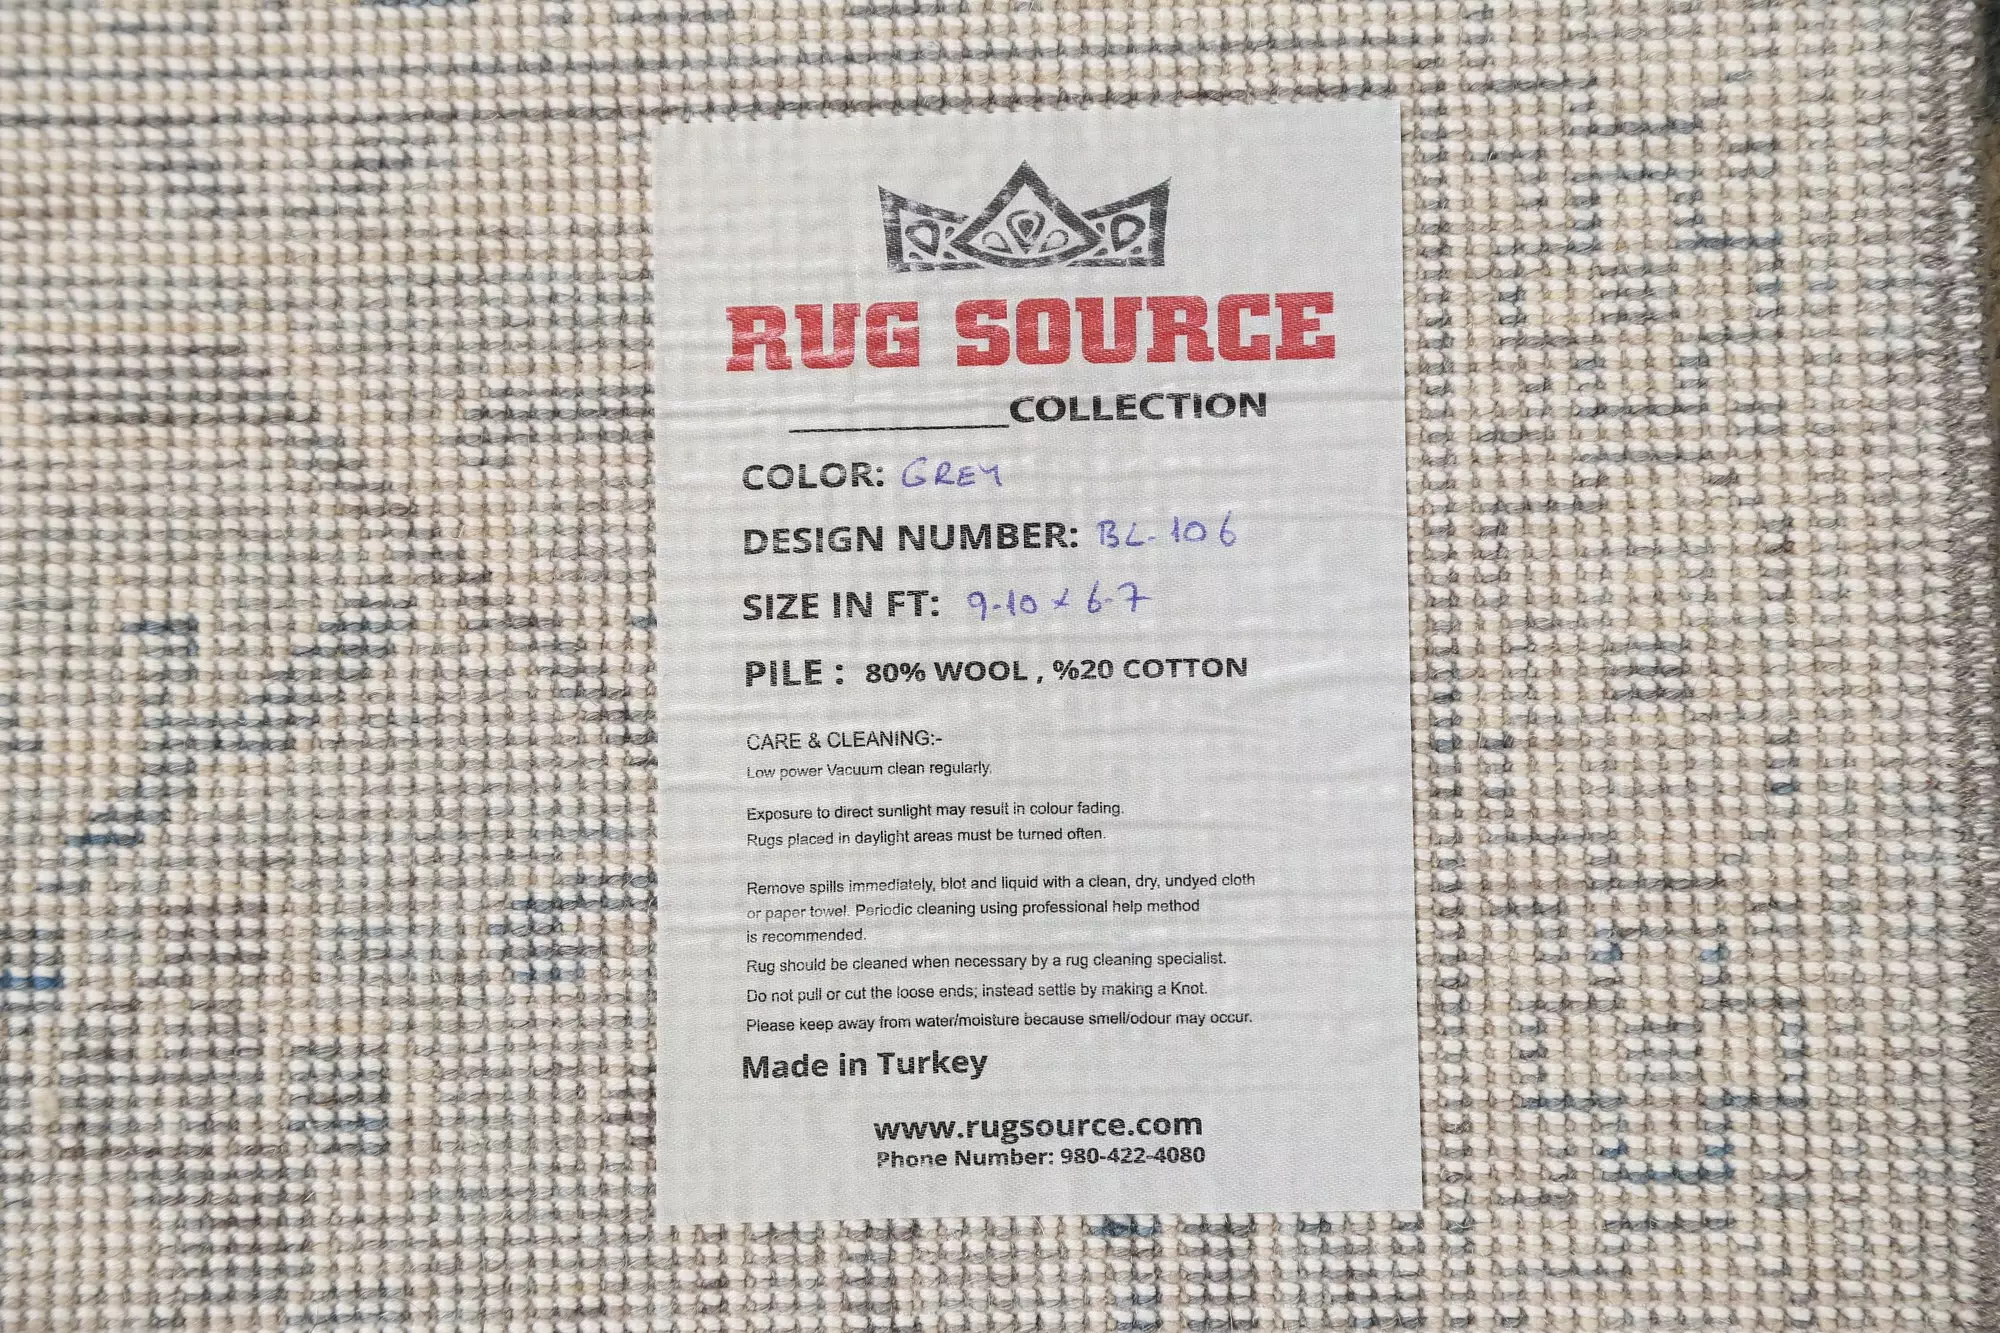 RUG SOURCE
____________COLLECTION
COLOR: GREY
DESIGN NUMBER: BL-106
SIZE IN FT: 9-10 x 6-7
PILE : 80% WOOL , %20 COTTON
CARE & CLEANING:-
Low power Vacuum clean regularly.
Exposure to direct sunlight may result in colour fading.
Rugs placed in daylight areas must be turned often.
Remove spills immediately, blot and liquid with a clean, dry, undyed cloth
or paper towel. Periodic cleaning using professional help method
is recommended.
Rug should be cleaned when necessary by a rug cleaning specialist.
Do not pull or cut the loose ends; instead settle by making a Knot.
Please keep away from water/moisture because smell/odour may occur.
Made in Turkey
www.rugsource.com
Phone Number: 980-422-4080